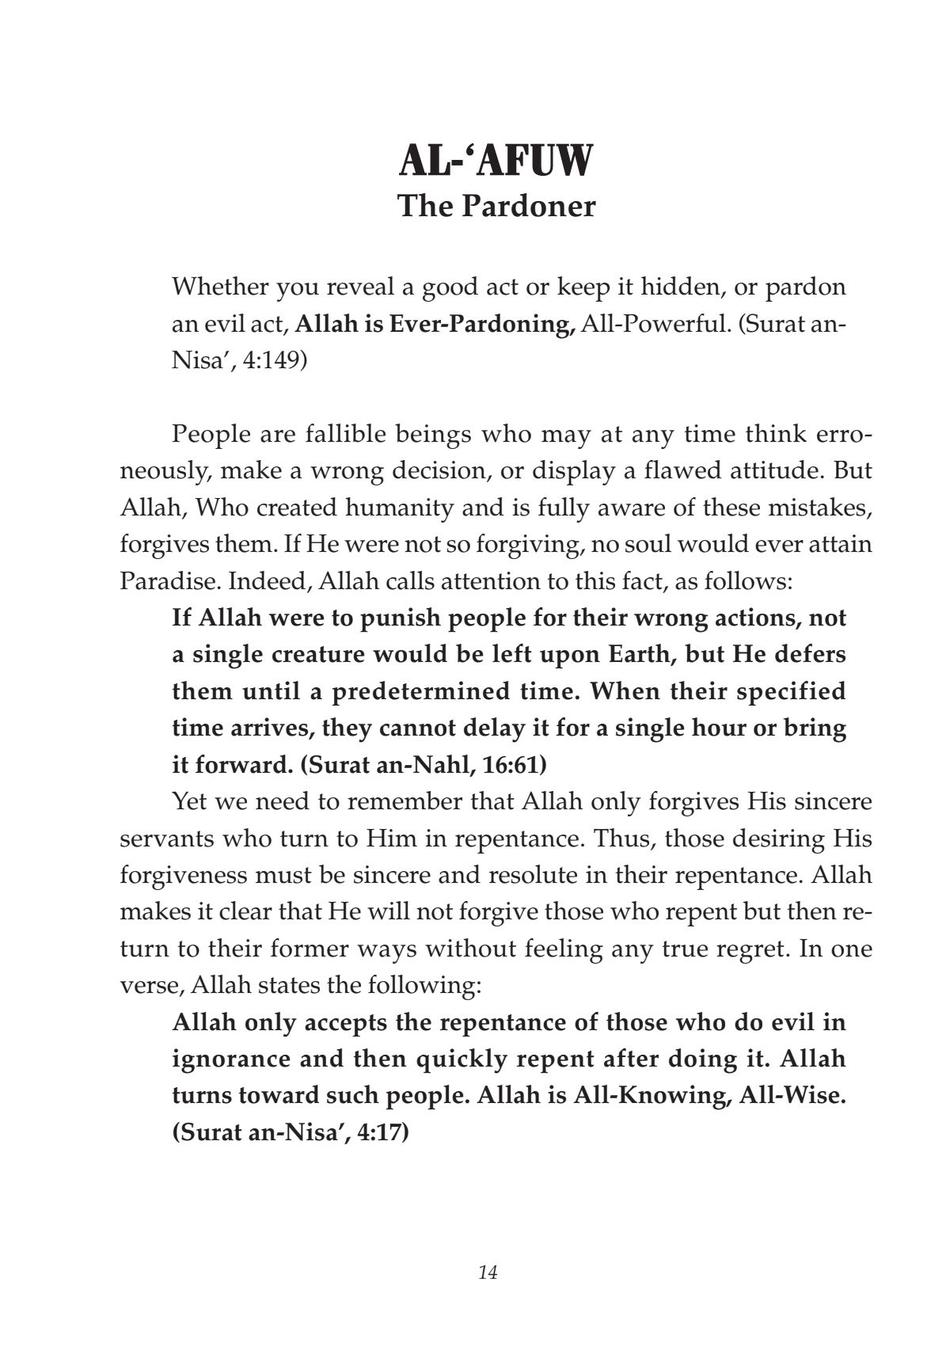 AL-‘AFUW
The Pardoner
Whether you reveal a good act or keep it hidden, or pardon
an evil act, Allah is Ever-Pardoning, All-Powerful. (Surat an-
Nisa’, 4:149)
People are fallible beings who may at any time think erro-
neously, make a wrong decision, or display a flawed attitude. But
Allah, Who created humanity and is fully aware of these mistakes,
forgives them. If He were not so forgiving, no soul would ever attain
Paradise. Indeed, Allah calls attention to this fact, as follows:
If Allah were to punish people for their wrong actions, not
a single creature would be left upon Earth, but He defers
them until a predetermined time. When their specified
time arrives, they cannot delay it for a single hour or bring
it forward. (Surat an-Nahl, 16:61)
Yet we need to remember that Allah only forgives His sincere
servants who turn to Him in repentance. Thus, those desiring His
forgiveness must be sincere and resolute in their repentance. Allah
makes it clear that He will not forgive those who repent but then re-
turn to their former ways without feeling any true regret. In one
verse, Allah states the following:
Allah only accepts the repentance of those who do evil in
ignorance and then quickly repent after doing it. Allah
turns toward such people. Allah is All-Knowing, All-Wise.
(Surat an-Nisa’, 4:17)
14